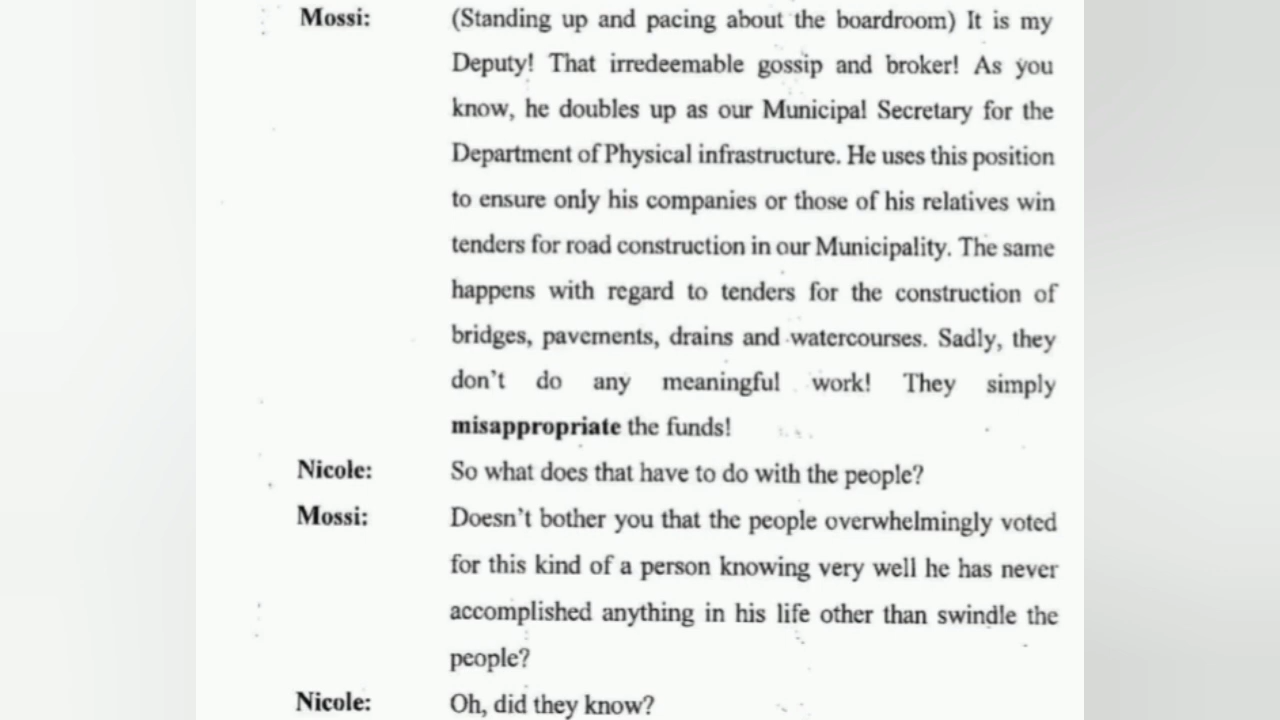 Mossi: (Standing up and pacing about the boardroom) It is my
Deputy! That irredeemable gossip and broker! As you
know, he doubles up as our Municipal Secretary for the
Department of Physical infrastructure. He uses this position
to ensure only his companies or those of his relatives win
tenders for road construction in our Municipality. The same
happens with regard to tenders for the construction of
bridges, pavements, drains and watercourses. Sadly, they
don't do any meaningful work! They simply
misappropriate the funds!
Nicole: So what does that have to do with the people?
Mossi: Doesn't bother you that the people overwhelmingly voted
for this kind of a person knowing very well he has never
accomplished anything in his life other than swindle the
people?
Nicole: Oh, did they know?